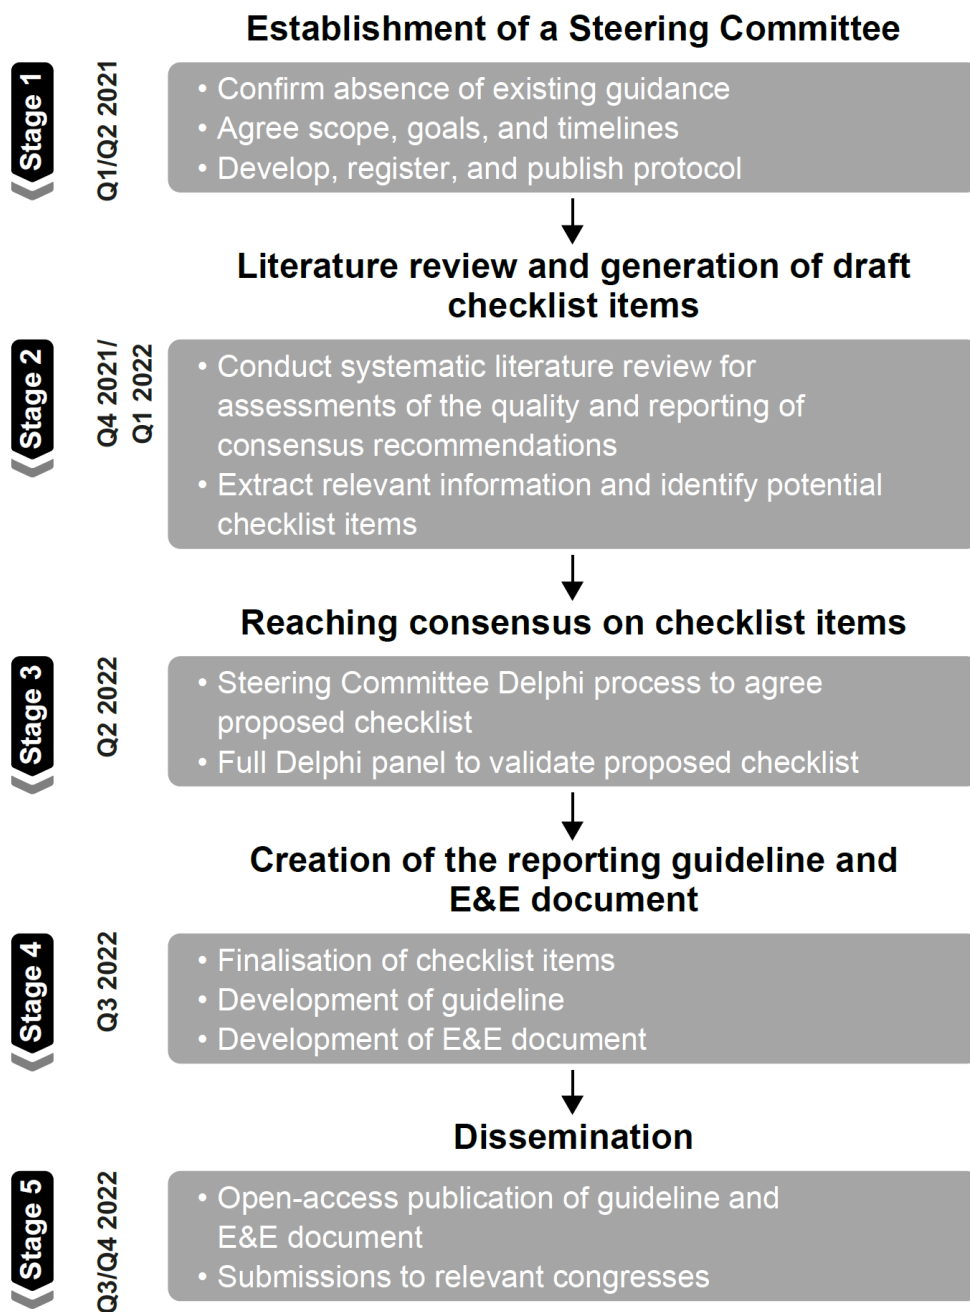 Establishment of a Steering Committee
Stage 1
Q1/Q2 2021
• Confirm absence of existing guidance
• Agree scope, goals, and timelines
• Develop, register, and publish protocol
Literature review and generation of draft
checklist items
Stage 2
Q4 2021/
Q1 2022
• Conduct systematic literature review for
assessments of the quality and reporting of
consensus recommendations
• Extract relevant information and identify potential
checklist items
Reaching consensus on checklist items
Stage 3
Q2 2022
• Steering Committee Delphi process to agree
proposed checklist
• Full Delphi panel to validate proposed checklist
Creation of the reporting guideline and
E&E document
Stage 4
Q3 2022
• Finalisation of checklist items
• Development of guideline
• Development of E&E document
Dissemination
Stage 5
Q3/Q4 2022
• Open-access publication of guideline and
E&E document
• Submissions to relevant congresses